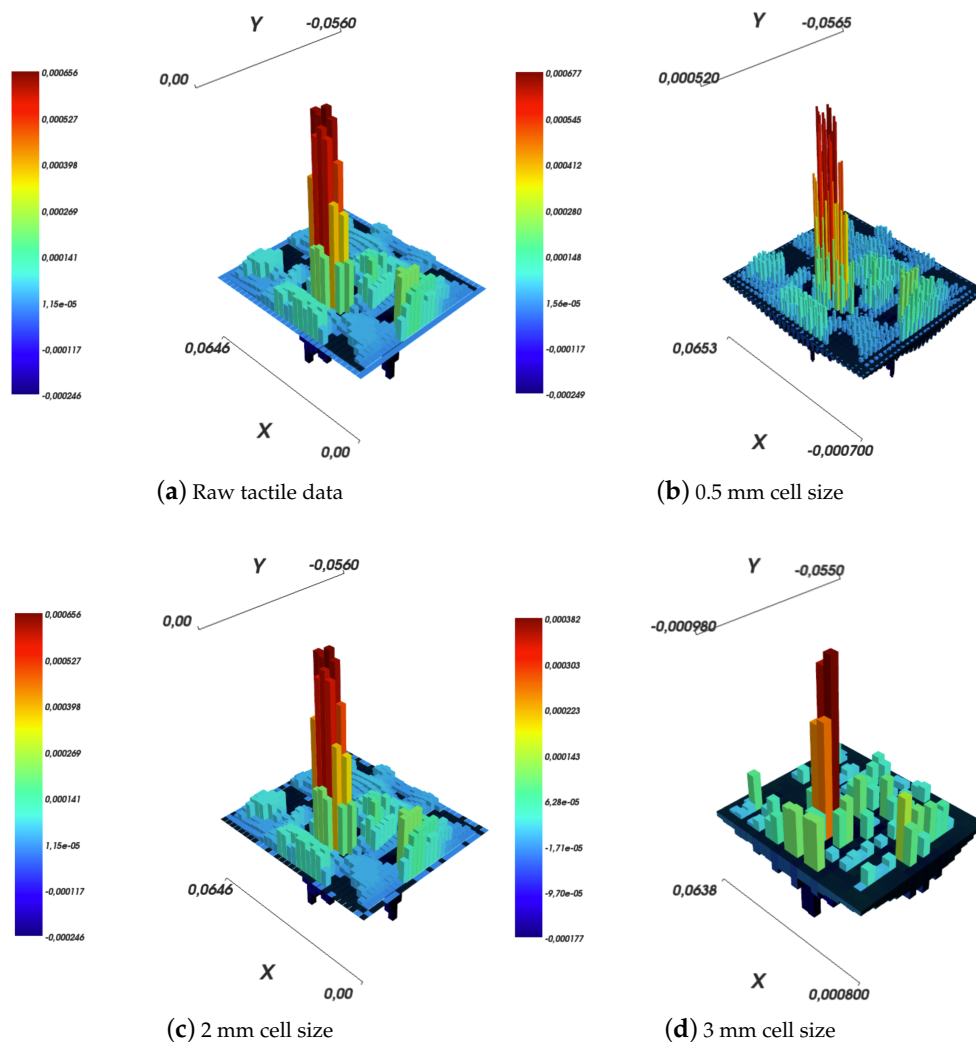 Y -0,0560
0,00
0,000656
0,000527
0,000398
0,000269
0,000141
1,15e-05
-0,000117
-0,000246
0,0646
X
0,00
(a) Raw tactile data
Y -0,0565
0,000520
0,000677
0,000545
0,000412
0,000280
0,000148
1,56e-05
-0,000117
-0,000249
0,0653
X
-0,000700
(b) 0.5 mm cell size
Y -0,0560
0,00
0,000656
0,000527
0,000398
0,000269
0,000141
1,15e-05
-0,000117
-0,000246
0,0646
X
0,00
(c) 2 mm cell size
Y -0,0550
-0,000980
0,000382
0,000303
0,000223
0,000143
6,28e-05
-1,71e-05
-9,70e-05
-0,000177
0,0638
X
0,000800
(d) 3 mm cell size